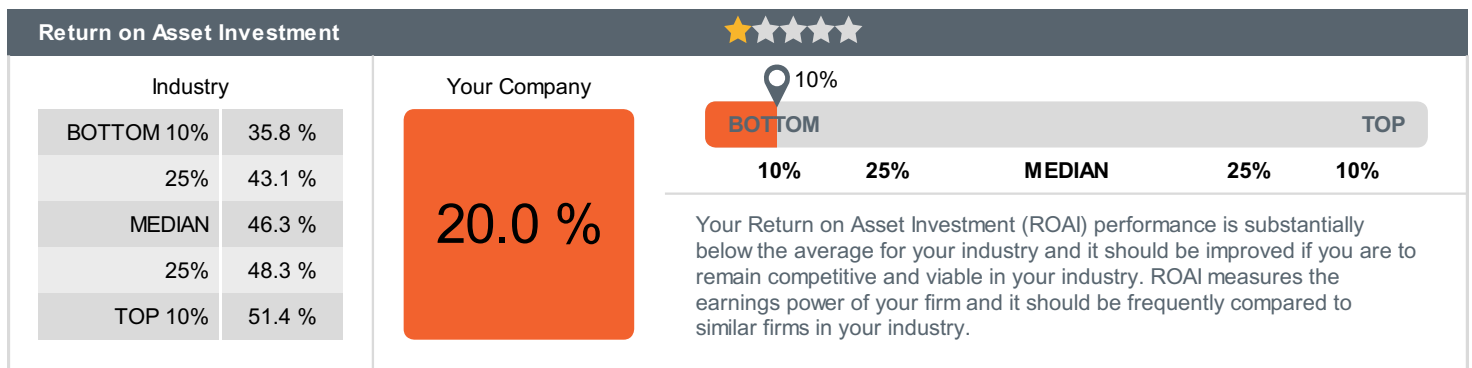 Return on Asset Investment
Industry
BOTTOM 10% 35.8 %
25% 43.1 %
MEDIAN 46.3 %
25% 48.3 %
TOP 10% 51.4 %
Your Company
20.0 %
10%
BOTTOM TOP
10% 25% MEDIAN 25% 10%
Your Return on Asset Investment (ROAI) performance is substantially
below the average for your industry and it should be improved if you are to
remain competitive and viable in your industry. ROAI measures the
earnings power of your firm and it should be frequently compared to
similar firms in your industry.